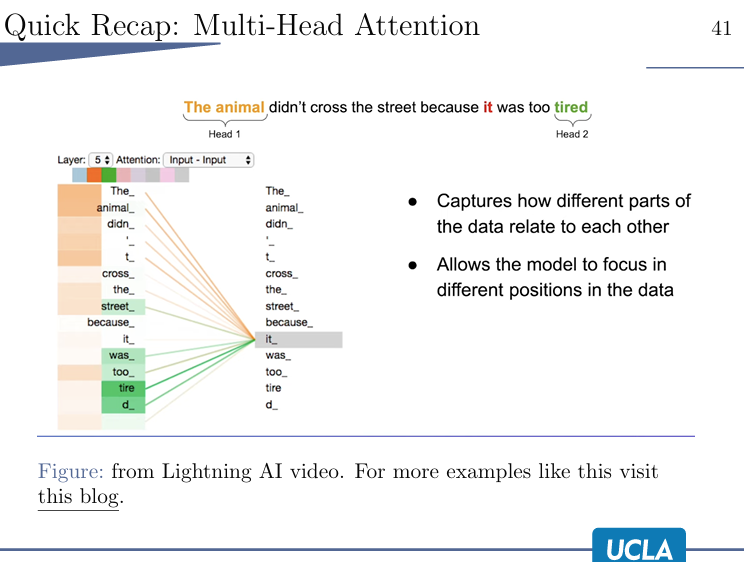 Quick Recap: Multi-Head Attention 41
The animal didn't cross the street because it was too tired
Head 1 Head 2
Layer: 5 Attention: Input - Input
The_ The_
animal_ animal_
didn_ didn_
'_ '_
t_ t_
cross_ cross_
the_ the_
street_ street_
because_ because_
it_ it_
was_ was_
too_ too_
tire tire
d_ d_
● Captures how different parts of
the data relate to each other
● Allows the model to focus in
different positions in the data
Figure: from Lightning AI video. For more examples like this visit
this blog.
UCLA